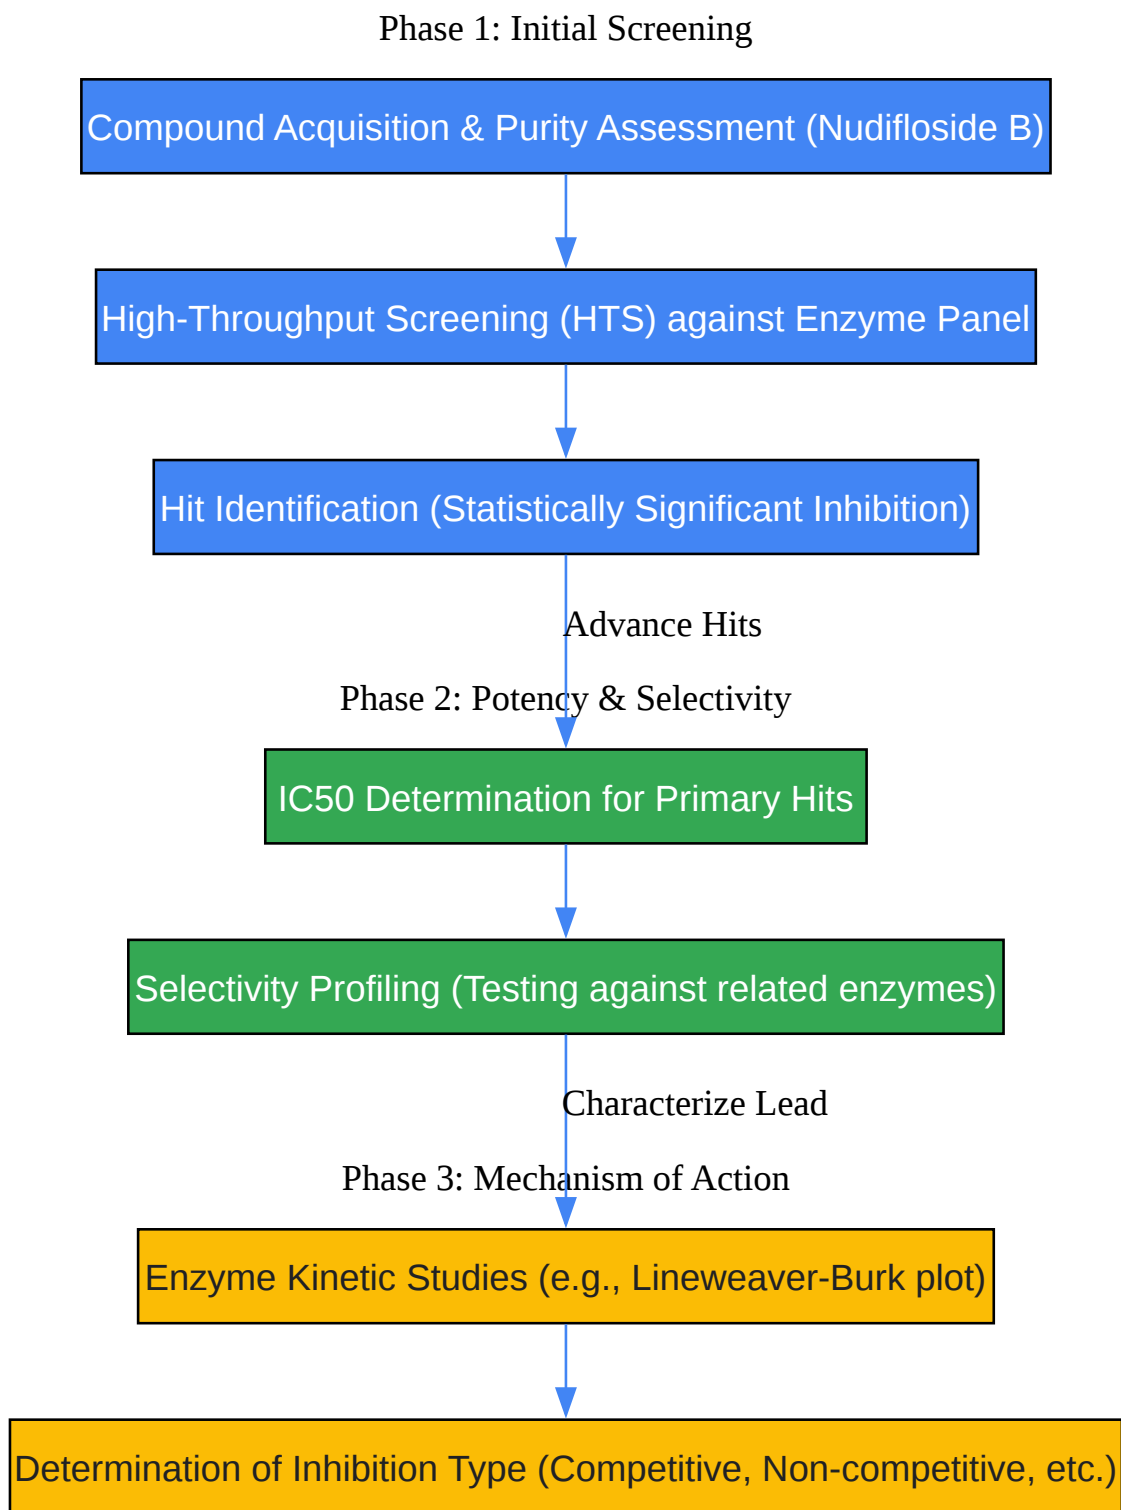 Phase 1: Initial Screening
Compound Acquisition & Purity Assessment (Nudifloside B)
High-Throughput Screening (HTS) against Enzyme Panel
Hit Identification (Statistically Significant Inhibition)
Advance Hits
Phase 2: Potency & Selectivity
IC50 Determination for Primary Hits
Selectivity Profiling (Testing against related enzymes)
Characterize Lead
Phase 3: Mechanism of Action
Enzyme Kinetic Studies (e.g., Lineweaver-Burk plot)
Determination of Inhibition Type (Competitive, Non-competitive, etc.)